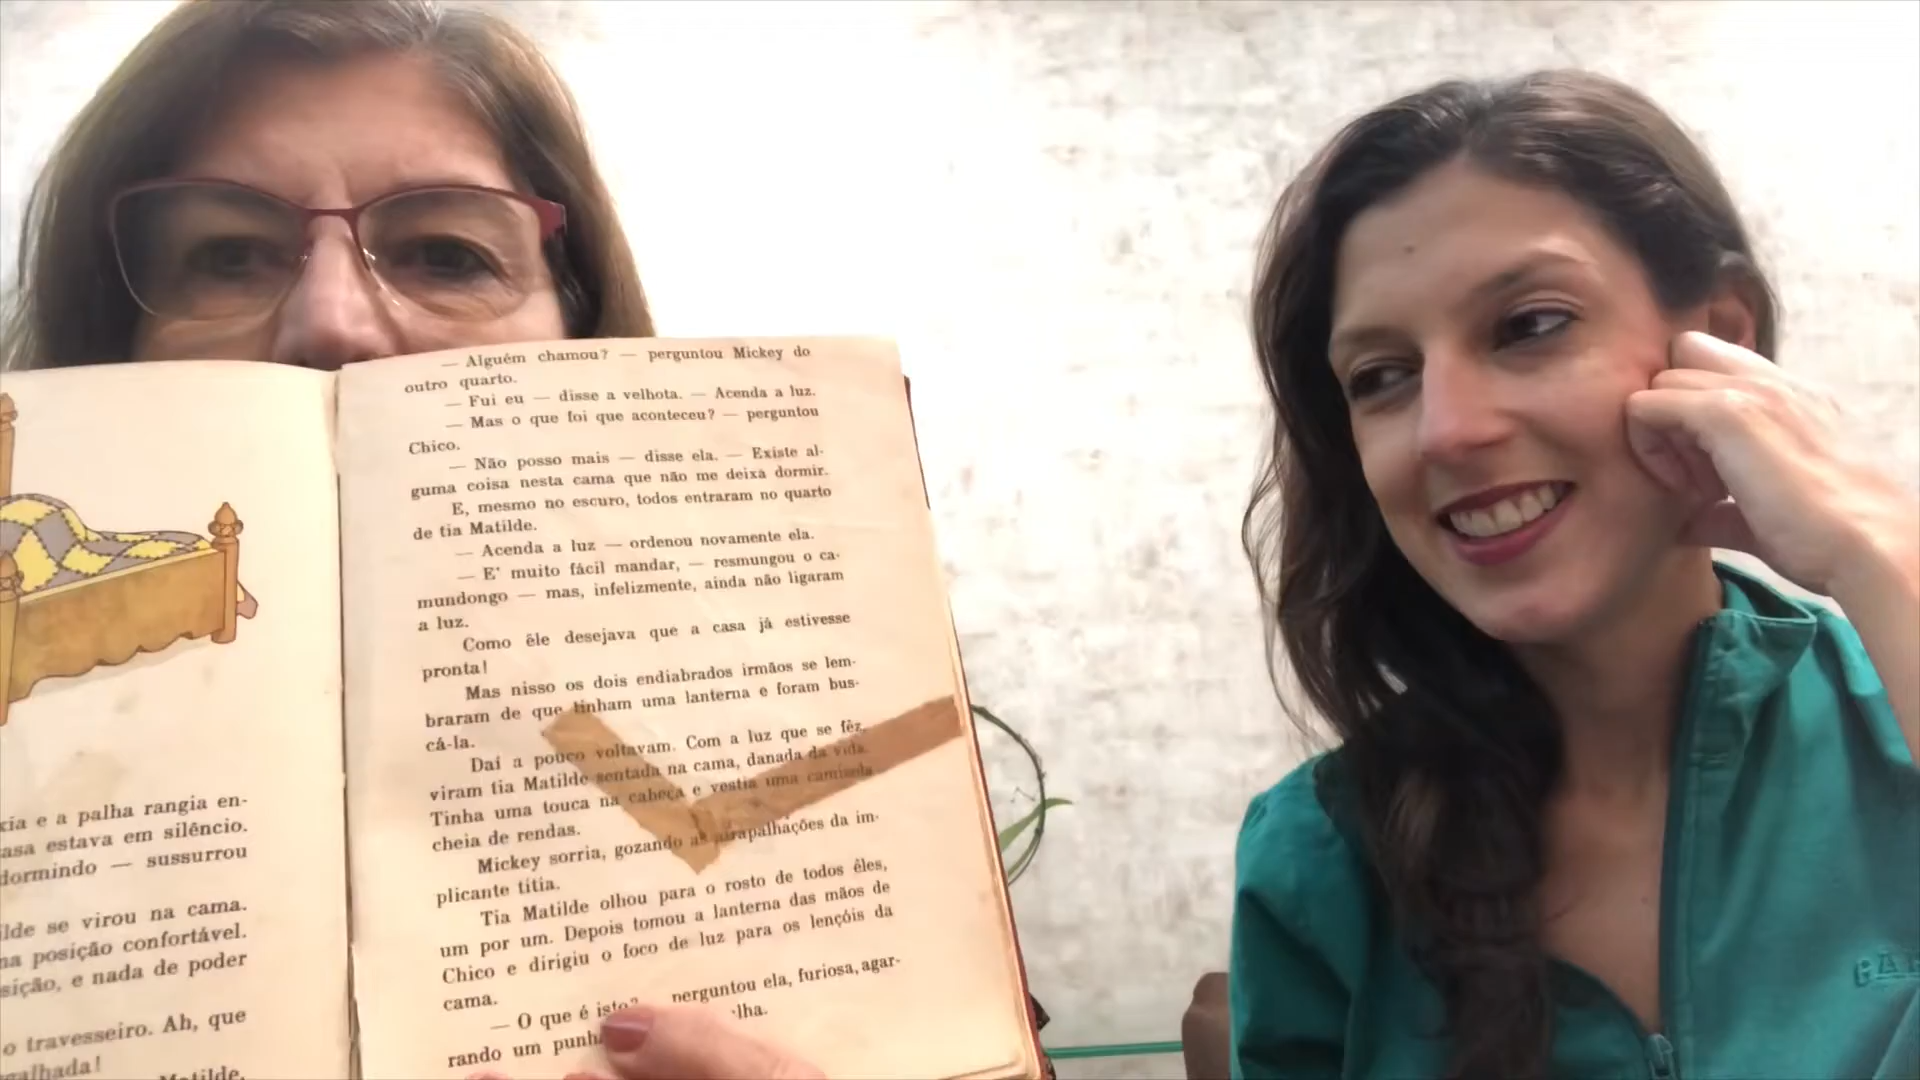 xia e a palha rangia en-
asa estava em silêncio.
dormindo — sussurrou
ilde se virou na cama.
na posição confortável.
sição, e nada de poder
o travesseiro. Ah, que
galhada!
Matilde.
— Alguém chamou? — perguntou Mickey do
outro quarto.
— Fui eu — disse a velhota. — Acenda a luz.
— Mas o que foi que aconteceu? — perguntou
Chico.
— Não posso mais — disse ela. — Existe al-
guma coisa nesta cama que não me deixa dormir.
E, mesmo no escuro, todos entraram no quarto
de tia Matilde.
— Acenda a luz — ordenou novamente ela.
— E' muito fácil mandar, — resmungou o ca-
mundongo — mas, infelizmente, ainda não ligaram
a luz.
Como êle desejava que a casa já estivesse
pronta!
Mas nisso os dois endiabrados irmãos se lem-
braram de que tinham uma lanterna e foram bus-
cá-la.
Daí a pouco voltavam. Com a luz que se fêz,
viram tia Matilde sentada na cama, danada da vida.
Tinha uma touca na cabeça e vestia uma camisola
cheia de rendas.
Mickey sorria, gozando as atrapalhações da im-
plicante titia.
Tia Matilde olhou para o rosto de todos êles,
um por um. Depois tomou a lanterna das mãos de
Chico e dirigiu o foco de luz para os lençóis da
cama.
— O que é isto? — perguntou ela, furiosa, agar-
rando um punh lha.